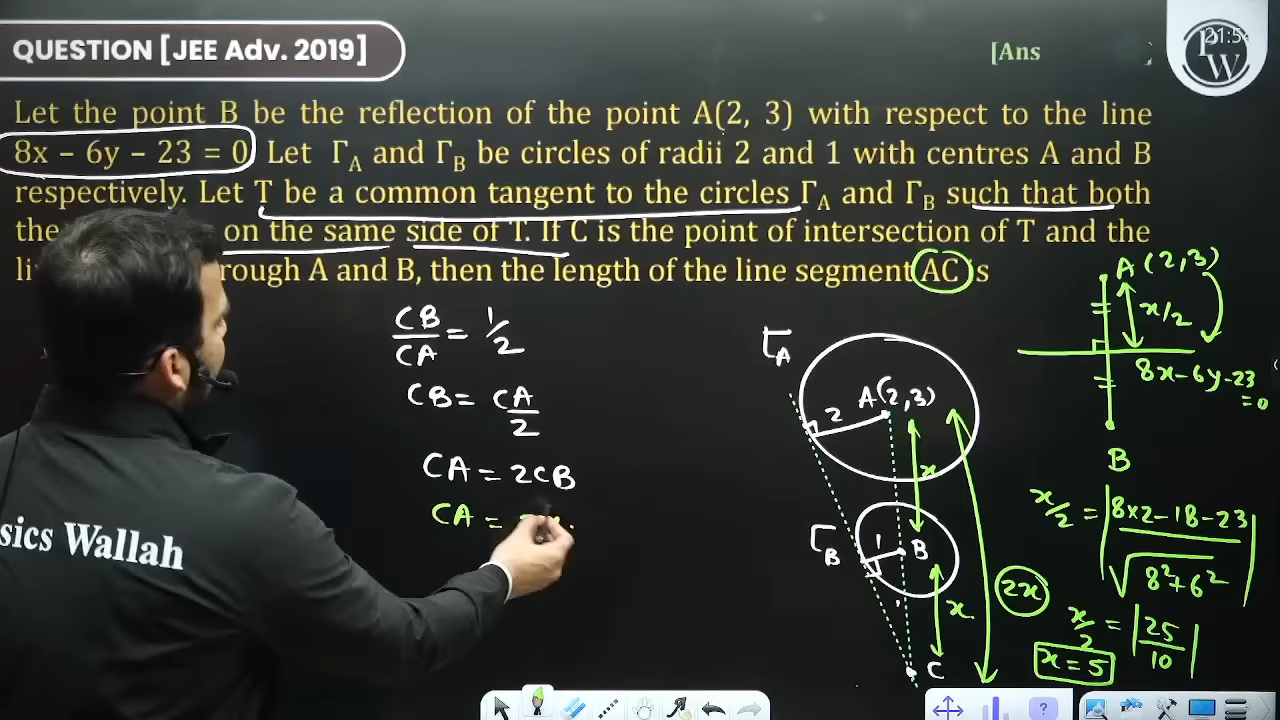 QUESTION [JEE Adv. 2019]
[Ans
21:5
PW
Let the point B be the reflection of the point A(2, 3) with respect to the line
8x – 6y – 23 = 0. Let Γ_A and Γ_B be circles of radii 2 and 1 with centres A and B
respectively. Let T be a common tangent to the circles Γ_A and Γ_B such that both
the on the same side of T. If C is the point of intersection of T and the
through A and B, then the length of the line segment AC is
CB/CA = 1/2
CB = CA/2
CA = 2CB
CA =
Γ_A
A(2,3)
2
x
Γ_B
1
B
x
2x
C
A (2,3)
x/2
8x-6y-23
=0
B
x/2 = |8x2-18-23 / √8²+6²|
x/2 = |25/10|
x = 5
sics Wallah
?